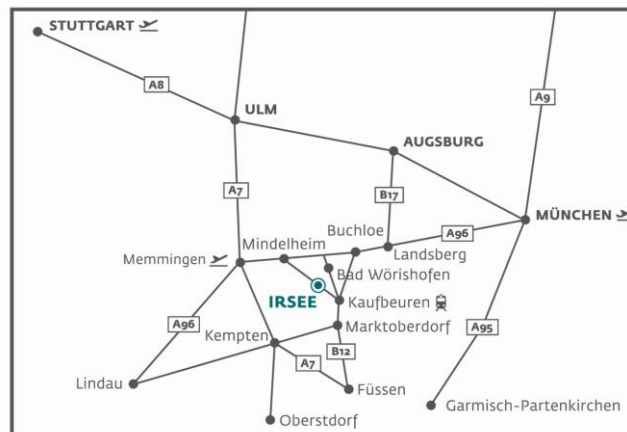 STUTTGART
A8
A9
ULM
AUGSBURG
A7
B17
MÜNCHEN
Buchloe
A96
Mindelheim
Landsberg
Memmingen
Bad Wörishofen
IRSEE
Kaufbeuren
A96
Marktoberdorf
A95
Kempten
B12
A7
Lindau
Füssen
Garmisch-Partenkirchen
Oberstdorf